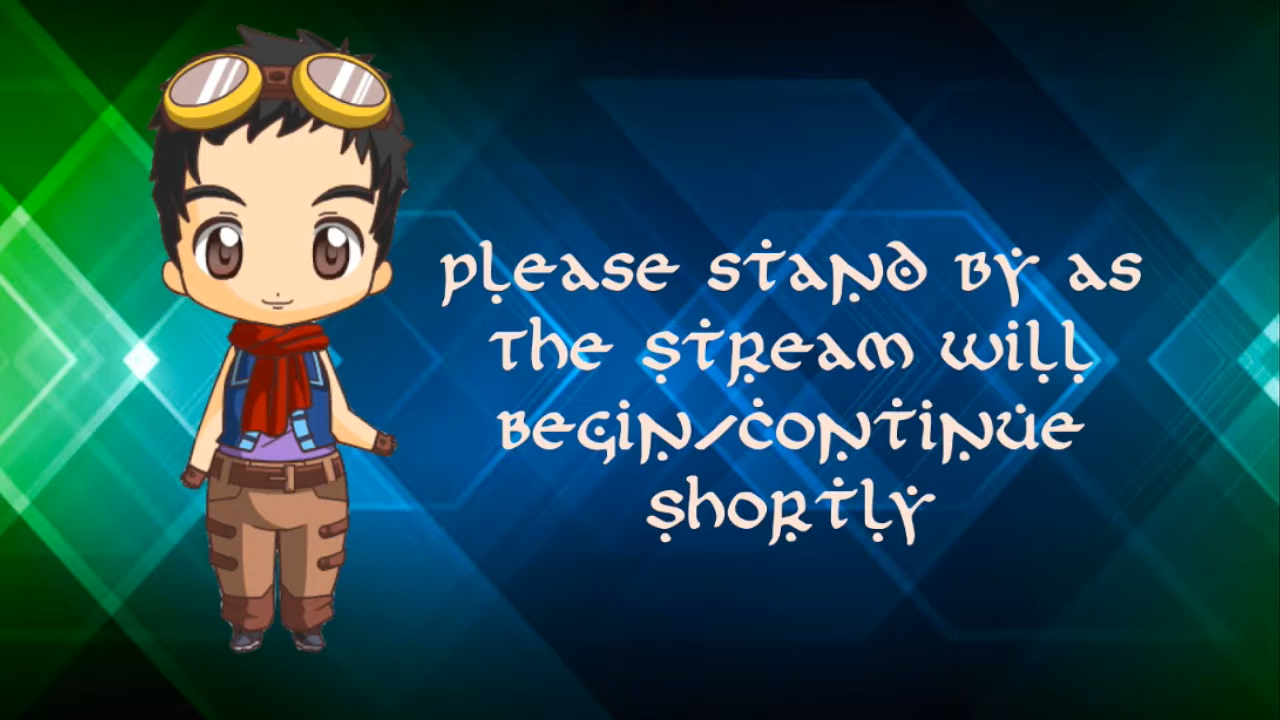 please stand by as
the stream will
begin/continue
shortly